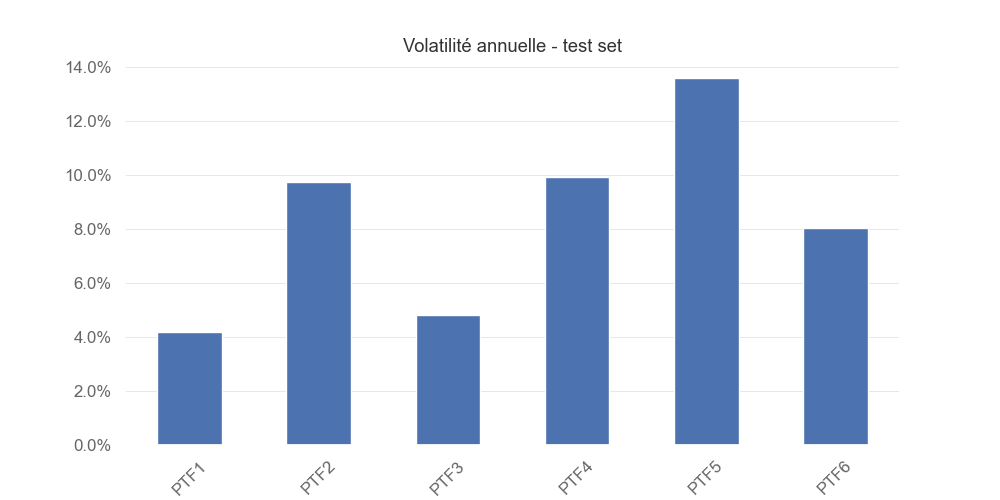 Volatilité annuelle - test set
14.0%
12.0%
10.0%
8.0%
6.0%
4.0%
2.0%
0.0%
PTF1
PTF2
PTF3
PTF4
PTF5
PTF6